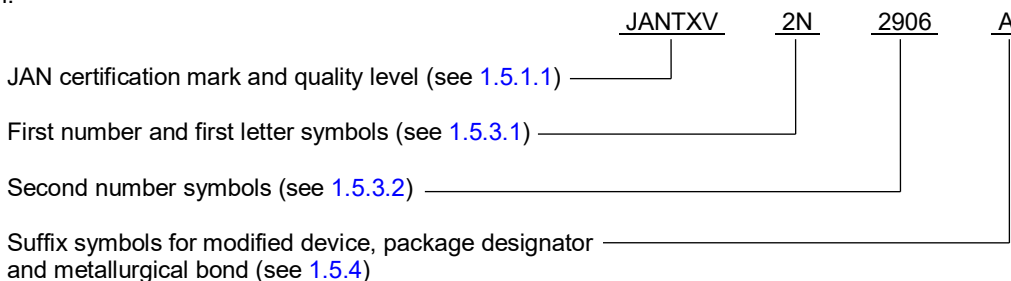 JANTXV 2N 2906 A
JAN certification mark and quality level (see 1.5.1.1)
First number and first letter symbols (see 1.5.3.1)
Second number symbols (see 1.5.3.2)
Suffix symbols for modified device, package designator
and metallurgical bond (see 1.5.4)